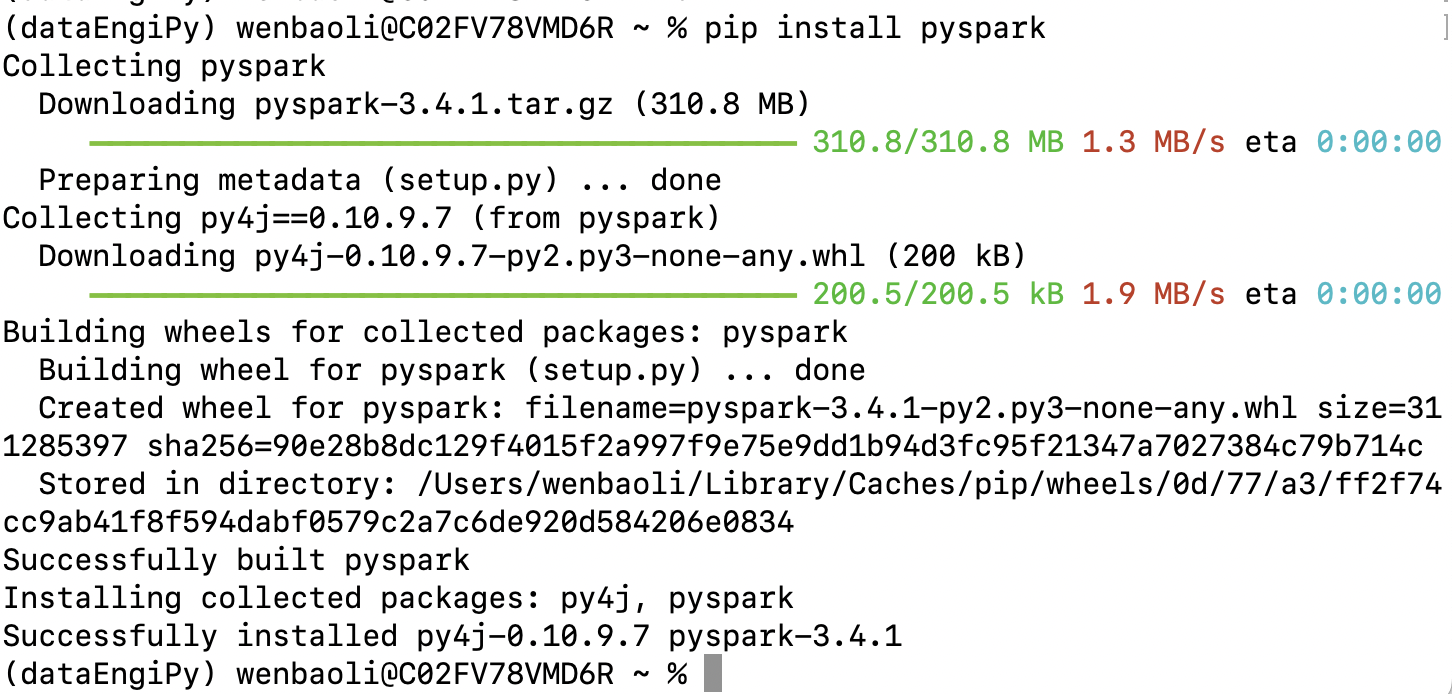 (dataEngiPy) wenbaoli@C02FV78VMD6R ~ % pip install pyspark
Collecting pyspark
  Downloading pyspark-3.4.1.tar.gz (310.8 MB)
310.8/310.8 MB 1.3 MB/s eta 0:00:00
  Preparing metadata (setup.py) ... done
Collecting py4j==0.10.9.7 (from pyspark)
  Downloading py4j-0.10.9.7-py2.py3-none-any.whl (200 kB)
200.5/200.5 kB 1.9 MB/s eta 0:00:00
Building wheels for collected packages: pyspark
  Building wheel for pyspark (setup.py) ... done
  Created wheel for pyspark: filename=pyspark-3.4.1-py2.py3-none-any.whl size=31
1285397 sha256=90e28b8dc129f4015f2a997f9e75e9dd1b94d3fc95f21347a7027384c79b714c
  Stored in directory: /Users/wenbaoli/Library/Caches/pip/wheels/0d/77/a3/ff2f74
cc9ab41f8f594dabf0579c2a7c6de920d584206e0834
Successfully built pyspark
Installing collected packages: py4j, pyspark
Successfully installed py4j-0.10.9.7 pyspark-3.4.1
(dataEngiPy) wenbaoli@C02FV78VMD6R ~ %